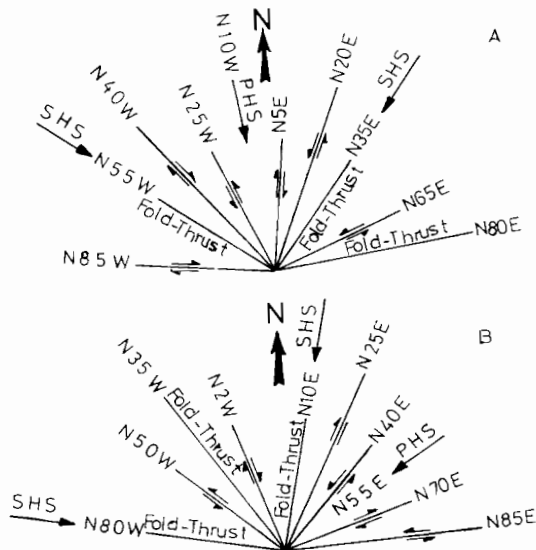 N
A
N10W
PHS
N40W
N25W
N5E
N20E
SHS
SHS
N55W
N35E
Fold-Thrust
Fold-Thrust
N65E
Fold-Thrust
N80E
N85W
N
B
SHS
N35W
N2W
N10E
N25E
Fold-Thrust
Fold-Thrust
N40E
PHS
N50W
N55E
N70E
SHS
N80W
Fold-Thrust
N85E